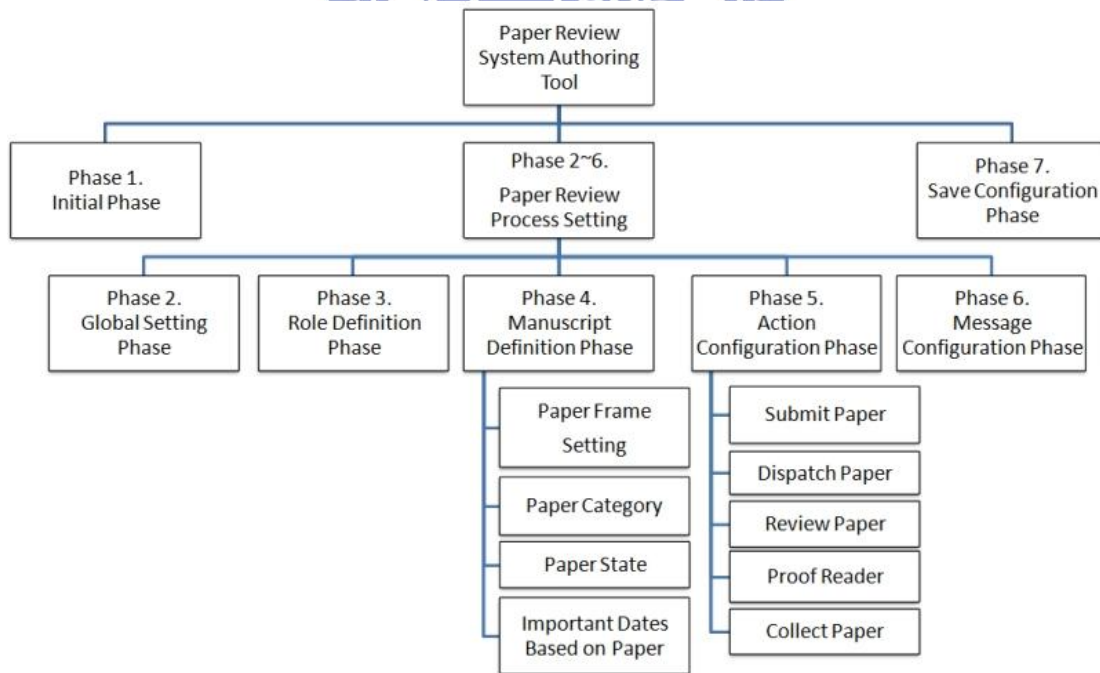 Paper Review
System Authoring
Tool
Phase 1.
Initial Phase
Phase 2~6.
Paper Review
Process Setting
Phase 7.
Save Configuration
Phase
Phase 2.
Global Setting
Phase
Phase 3.
Role Definition
Phase
Phase 4.
Manuscript
Definition Phase
Phase 5.
Action
Configuration Phase
Phase 6.
Message
Configuration Phase
Paper Frame
Setting
Paper Category
Paper State
Important Dates
Based on Paper
Submit Paper
Dispatch Paper
Review Paper
Proof Reader
Collect Paper